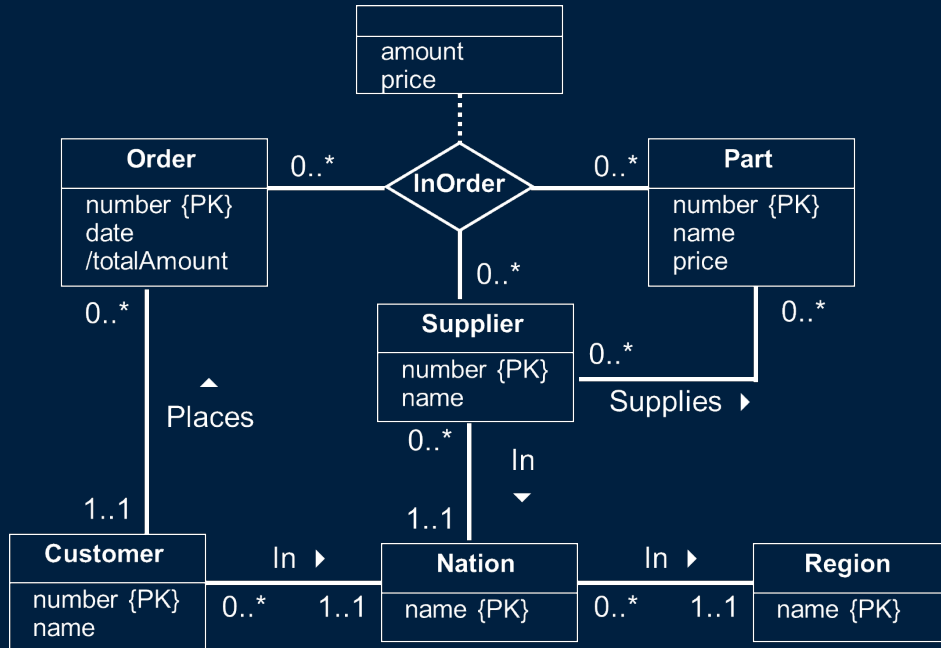 amount
price
Order
number {PK}
date
/totalAmount
0..*
InOrder
0..*
Part
number {PK}
name
price
0..*
0..*
Places
1..1
Supplier
number {PK}
name
0..*
0..*
Supplies
0..*
In
1..1
Customer
number {PK}
name
In
0..*
1..1
Nation
name {PK}
In
0..*
1..1
Region
name {PK}